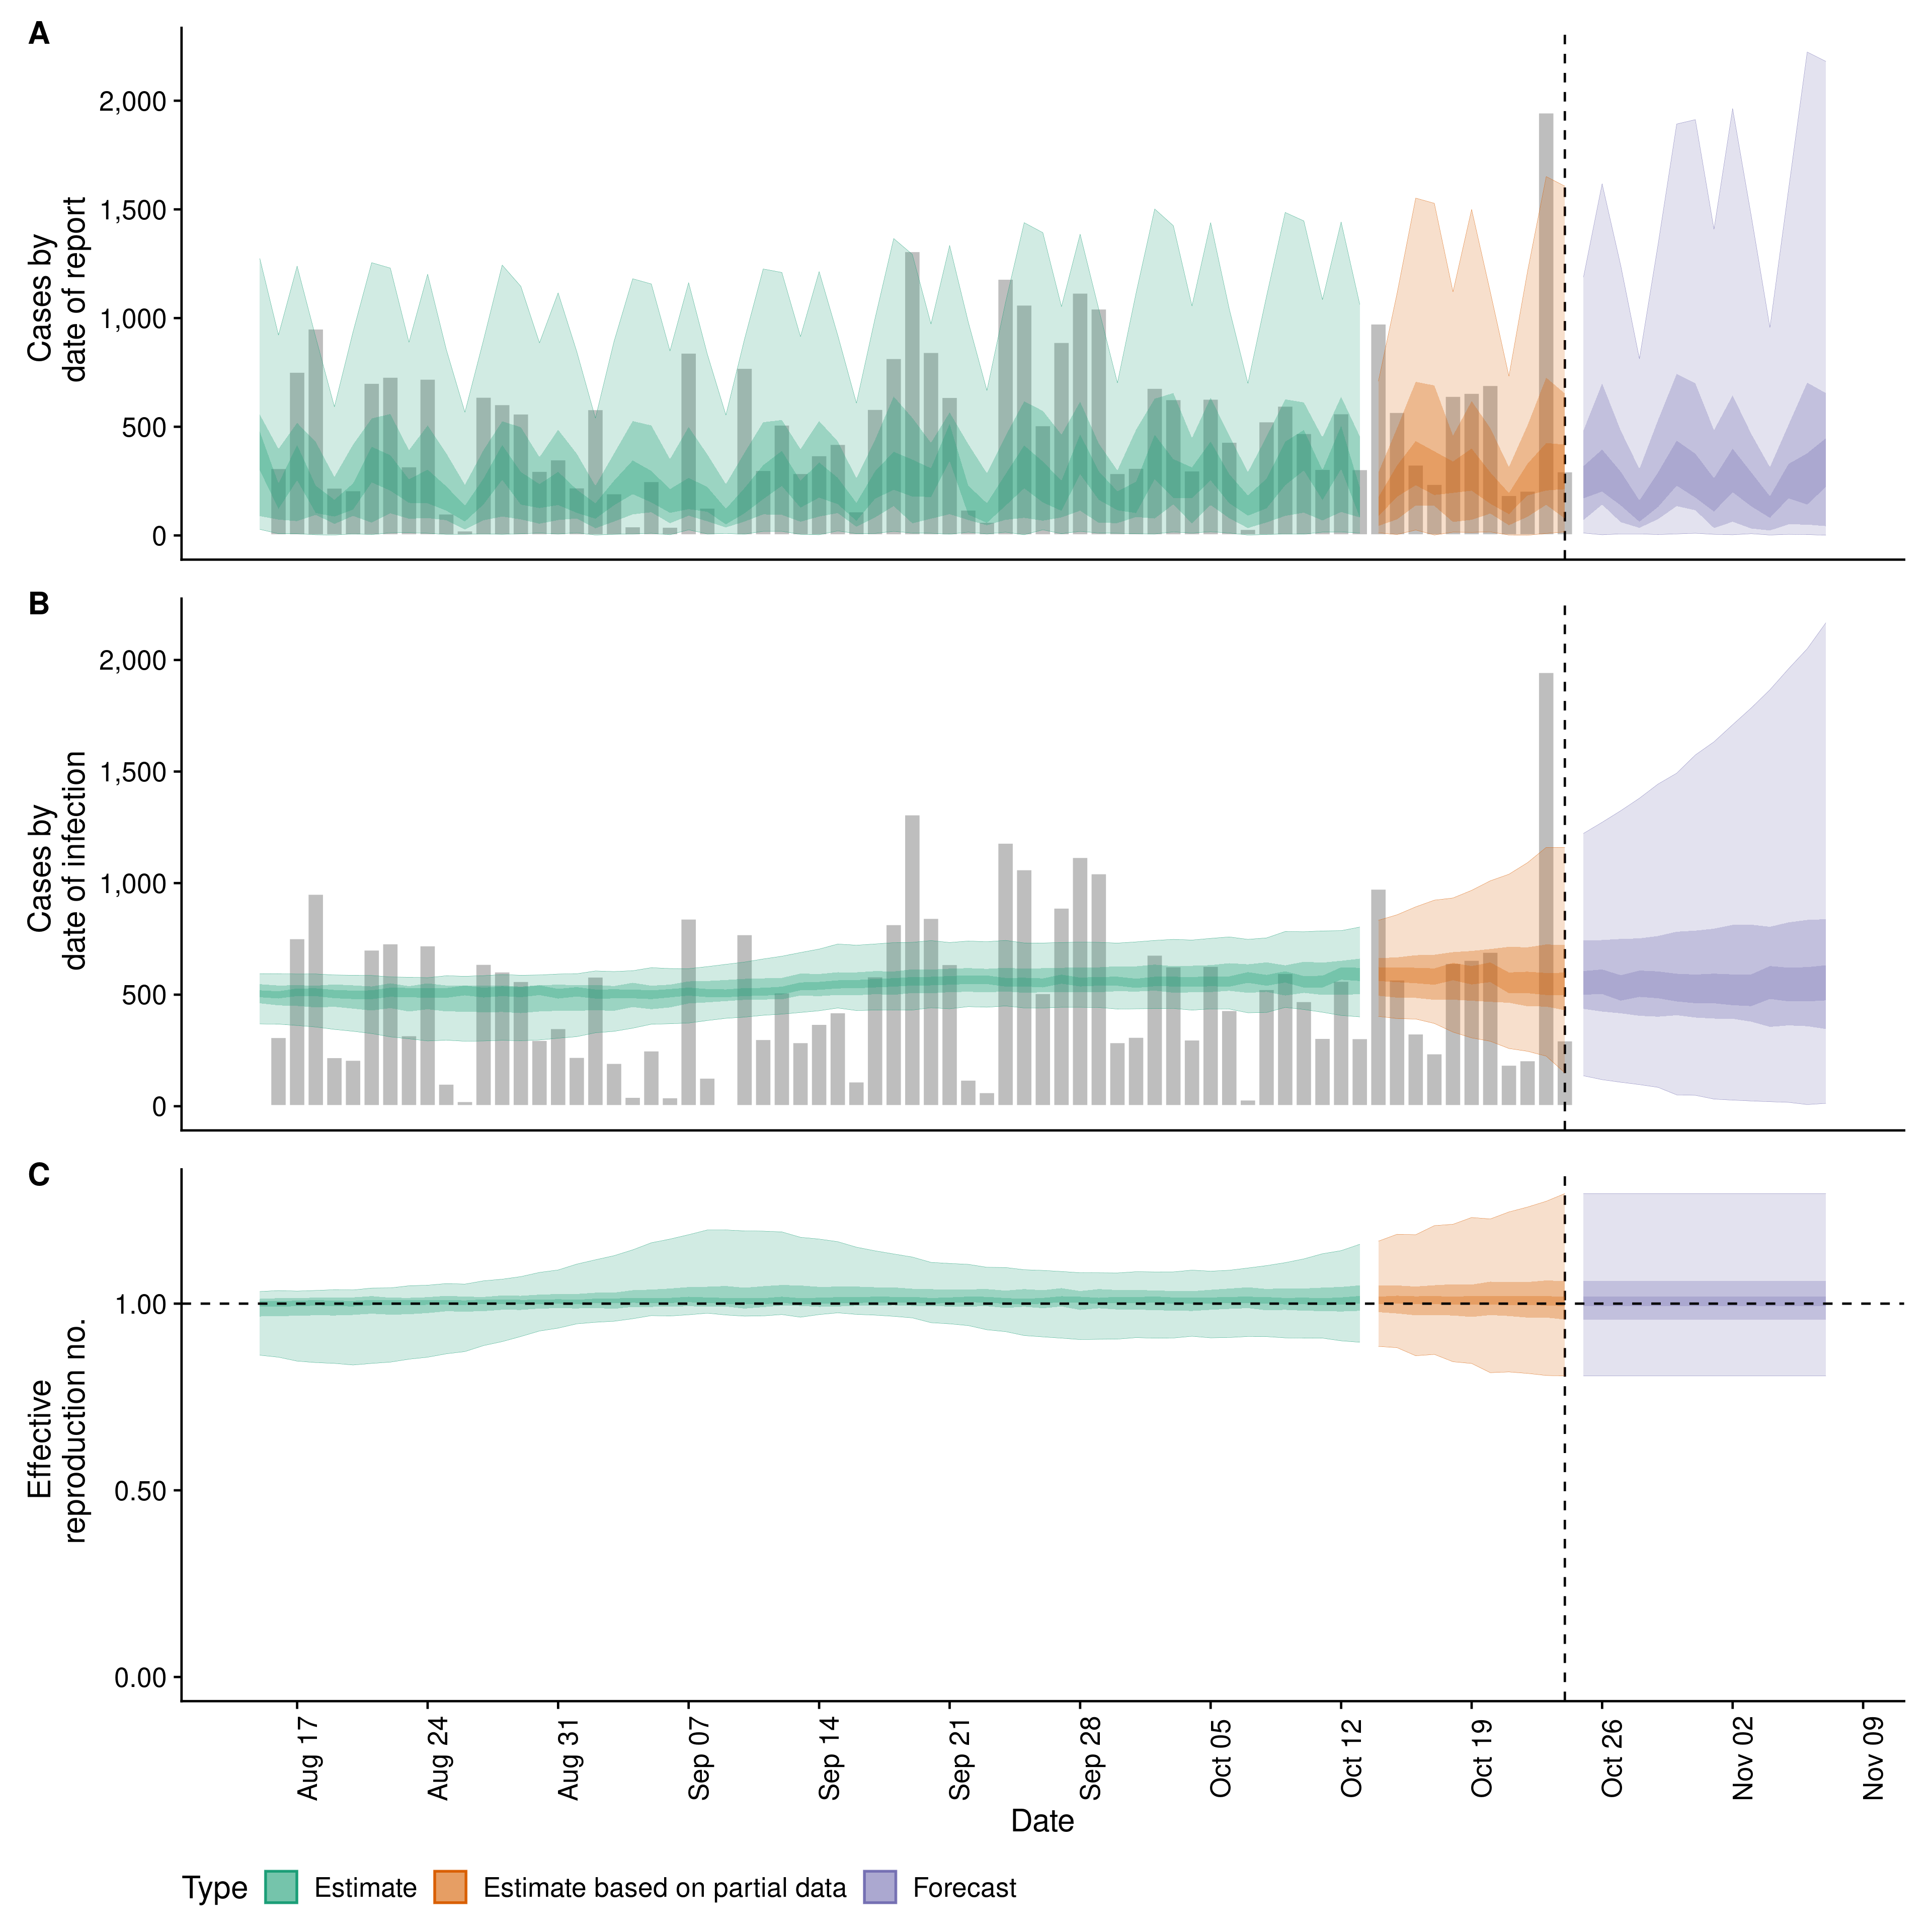 A
Cases by
date of report
2,000
1,500
1,000
500
0
B
Cases by
date of infection
2,000
1,500
1,000
500
0
C
Effective
reproduction no.
1.00
0.50
0.00
Aug 17
Aug 24
Aug 31
Sep 07
Sep 14
Sep 21
Sep 28
Oct 05
Oct 12
Oct 19
Oct 26
Nov 02
Nov 09
Date
Type Estimate Estimate based on partial data Forecast